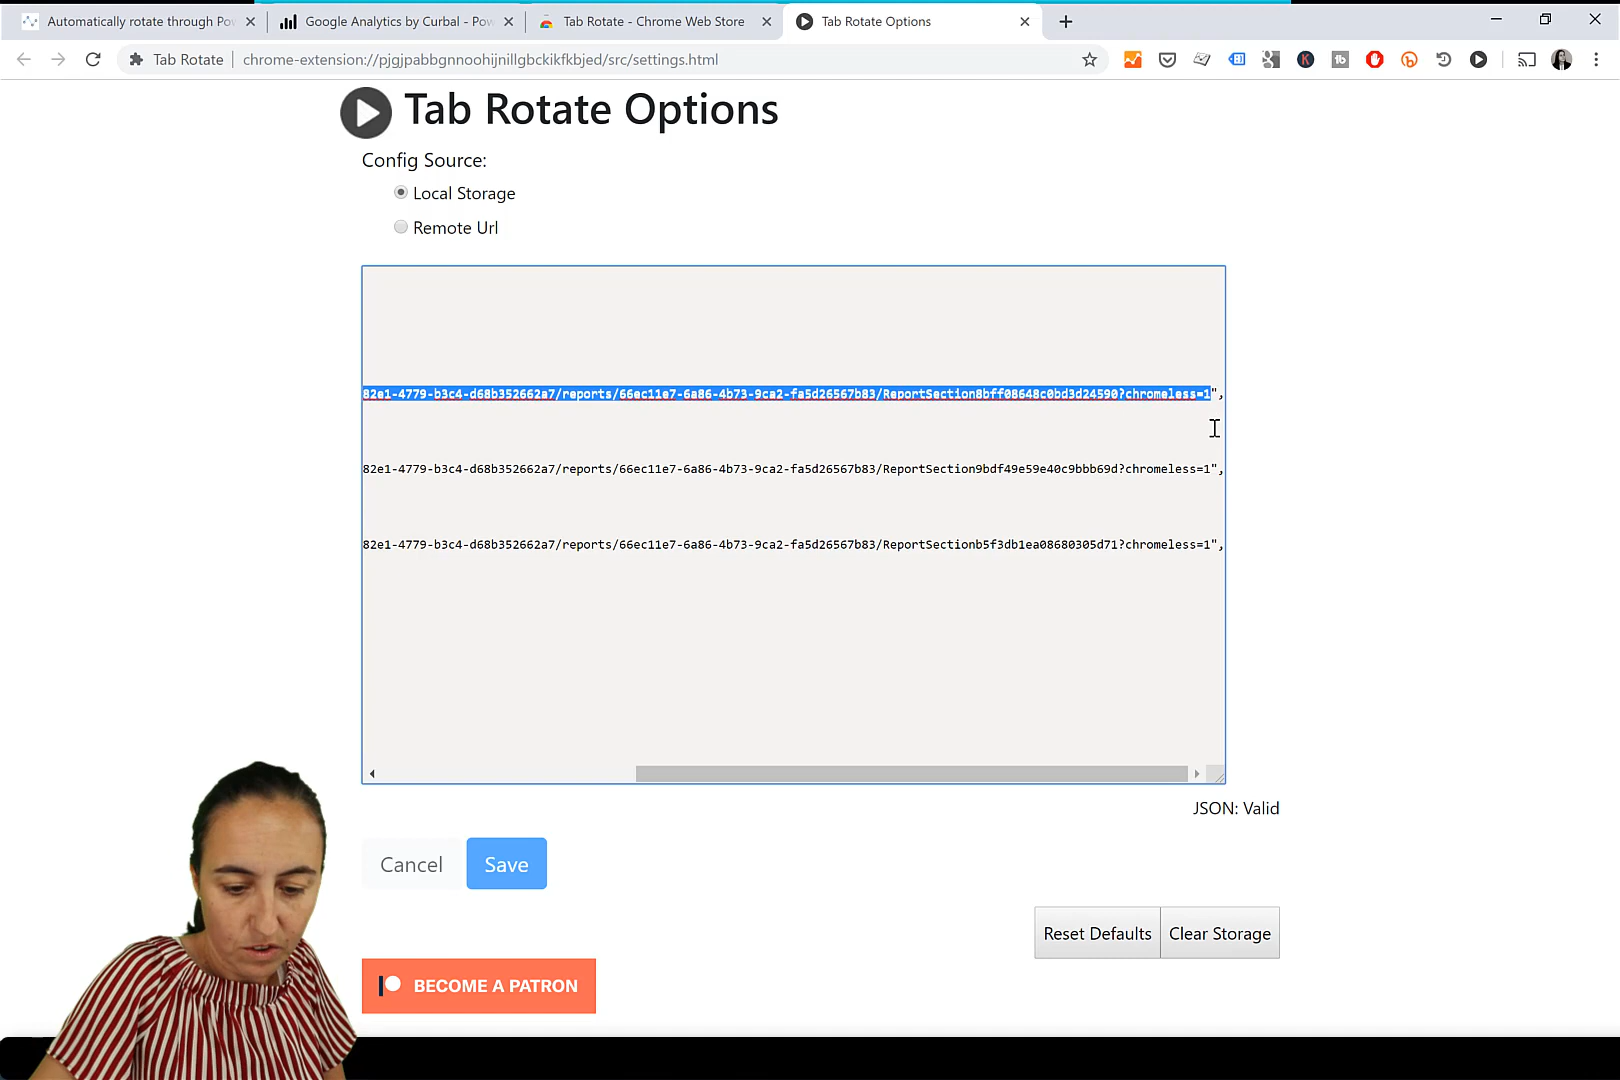 Automatically rotate through Pow
Google Analytics by Curbal - Pow
Tab Rotate - Chrome Web Store
Tab Rotate Options
Tab Rotate
chrome-extension://pjgjpabbgnnoohijnillgbckikfkbjed/src/settings.html
Tab Rotate Options
Config Source:
Local Storage
Remote Url
82e1-4779-b3c4-d68b352662a7/reports/66ec11e7-6a86-4b73-9ca2-fa5d26567b83/ReportSection8bff08648c0bd3d24590?chromeless=1",
82e1-4779-b3c4-d68b352662a7/reports/66ec11e7-6a86-4b73-9ca2-fa5d26567b83/ReportSection9bdf49e59e40c9bbb69d?chromeless=1",
82e1-4779-b3c4-d68b352662a7/reports/66ec11e7-6a86-4b73-9ca2-fa5d26567b83/ReportSectionb5f3db1ea08680305d71?chromeless=1",
JSON: Valid
Cancel
Save
Reset Defaults
Clear Storage
BECOME A PATRON